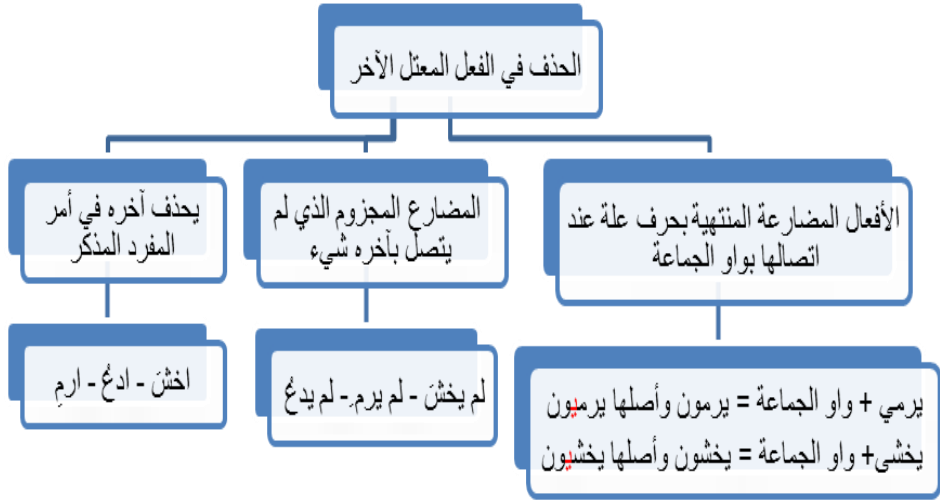 الحذف في الفعل المعتل الآخر
الأفعال المضارعة المنتهية بحرف علة عند
اتصالها بواو الجماعة
المضارع المجزوم الذي لم
يتصل بآخره شيء
يحذف آخره في أمر
المفرد المذكر
يرمي + واو الجماعة = يرمون وأصلها يرميون
يخشى+ واو الجماعة = يخشون وأصلها يخشيون
لم يخشَ - لم يرمِ - لم يدعُ
اخشَ - ادعُ - ارمِ